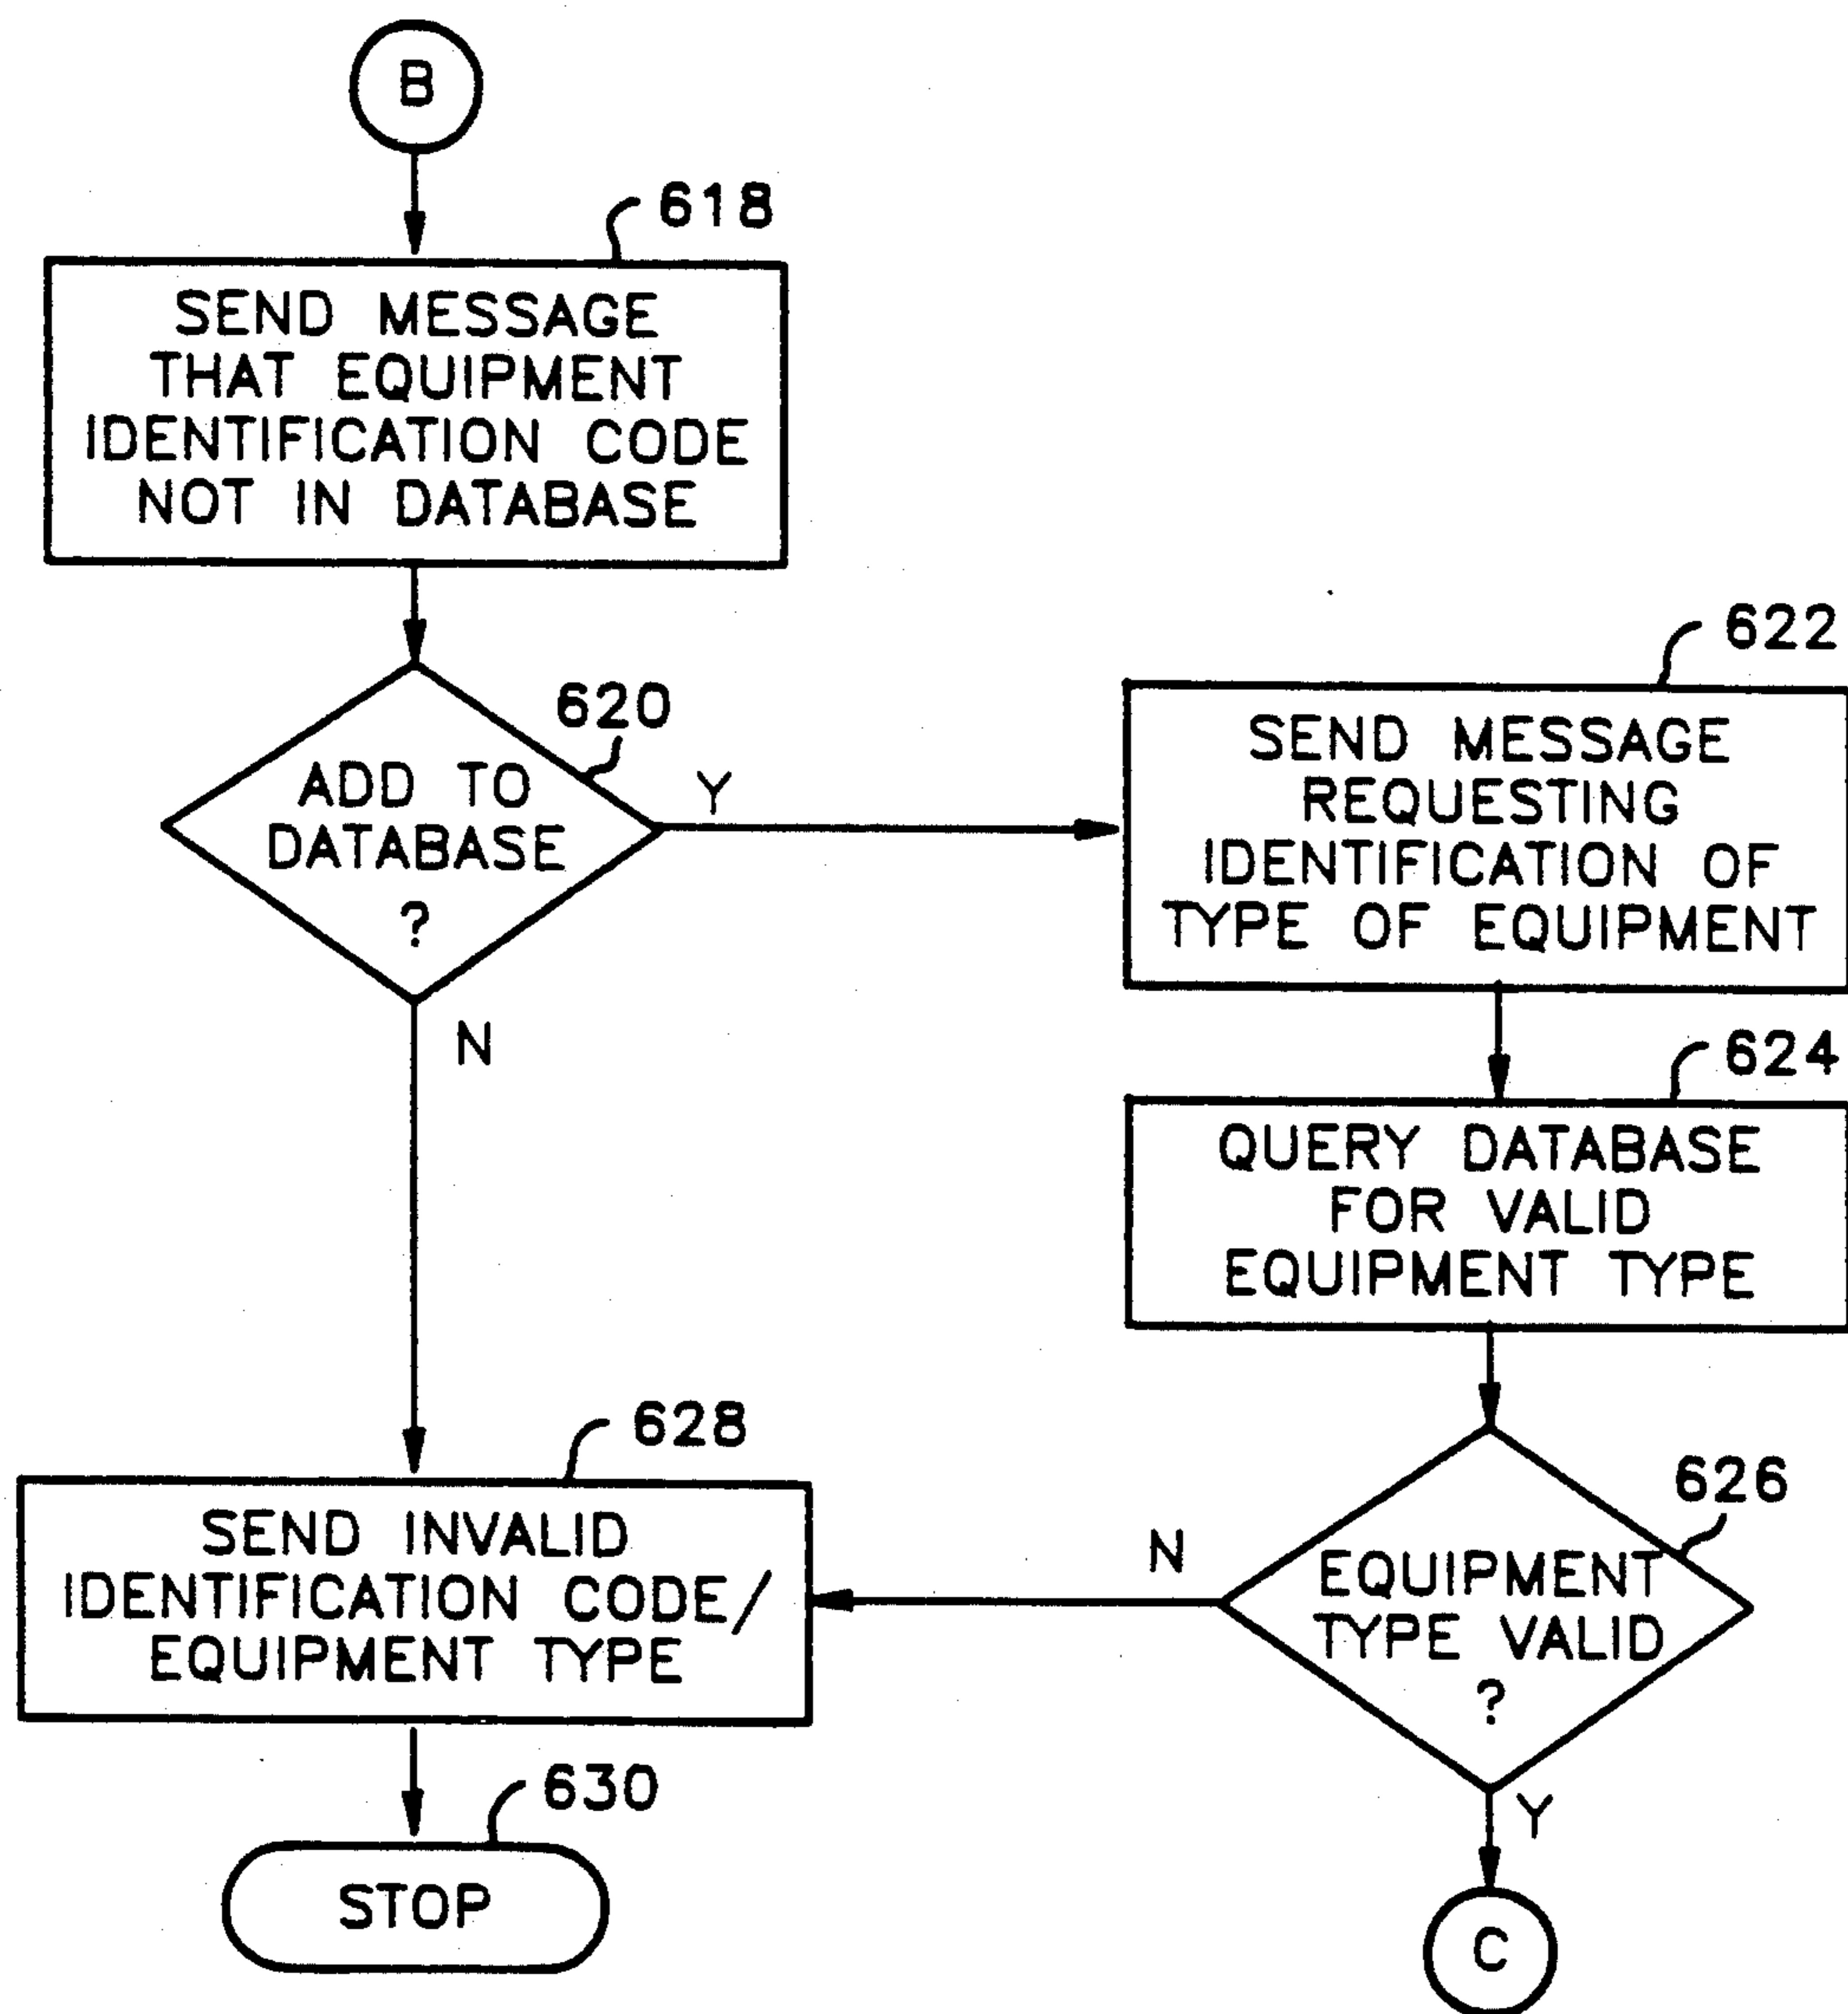 B
618
SEND MESSAGE
THAT EQUIPMENT
IDENTIFICATION CODE
NOT IN DATABASE
620
ADD TO
DATABASE
?
Y
N
622
SEND MESSAGE
REQUESTING
IDENTIFICATION OF
TYPE OF EQUIPMENT
624
QUERY DATABASE
FOR VALID
EQUIPMENT TYPE
626
EQUIPMENT
TYPE VALID
?
N
Y
628
SEND INVALID
IDENTIFICATION CODE/
EQUIPMENT TYPE
630
STOP
C